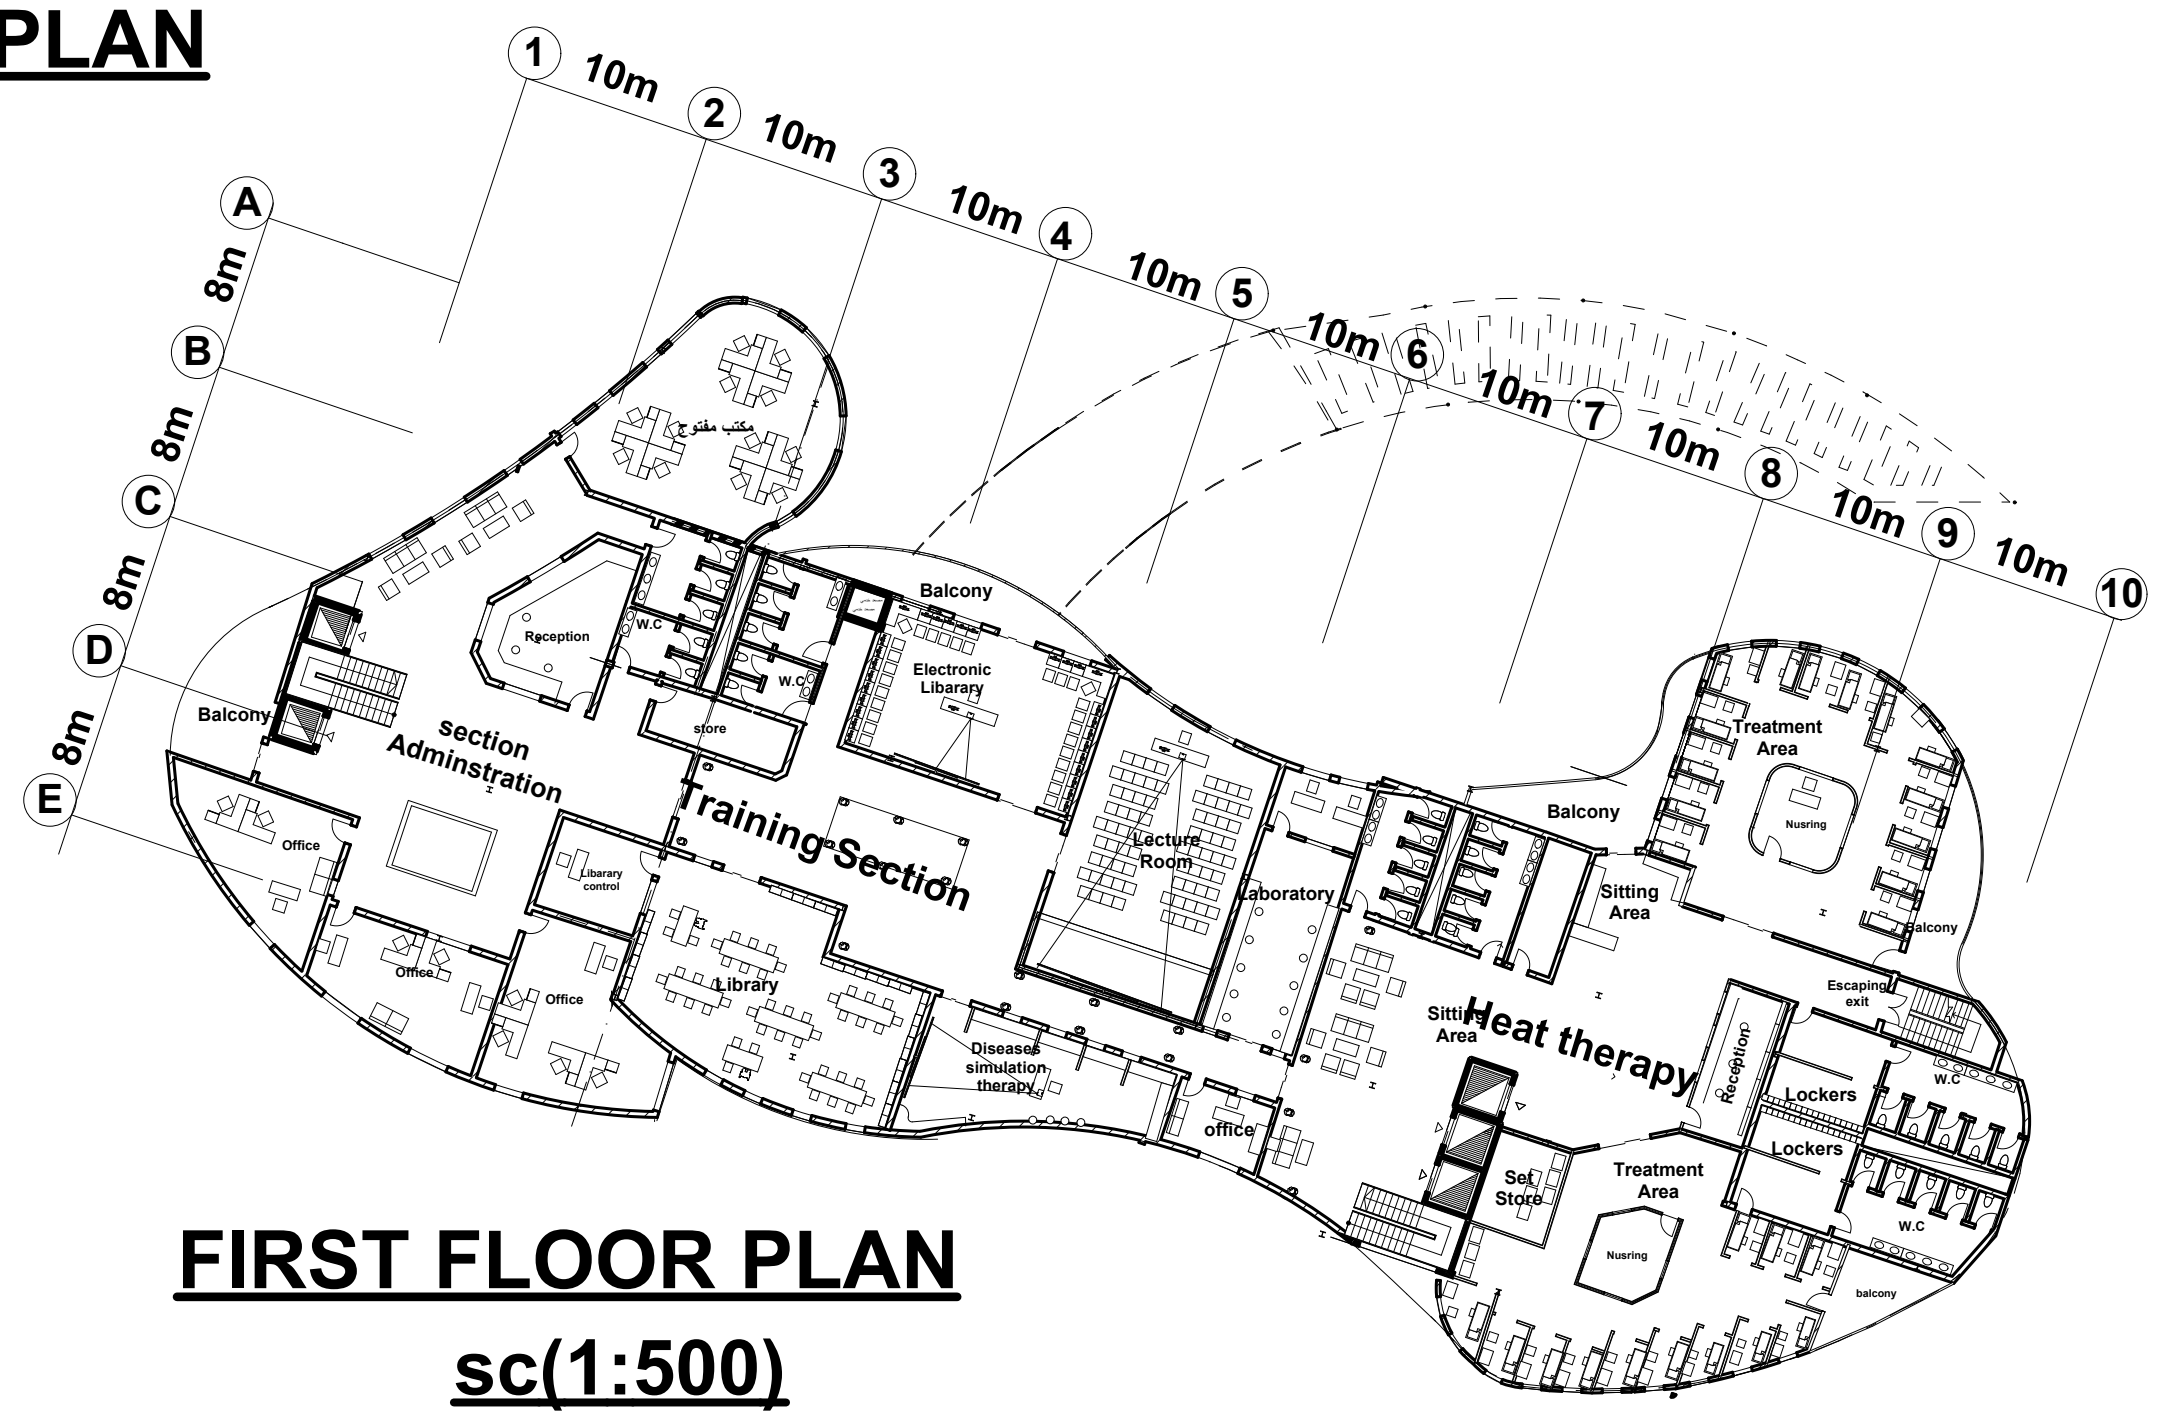 PLAN
1
10m
2
10m
3
10m
4
10m
5
10m
6
10m
7
10m
8
10m
9
10m
10
A
8m
B
8m
C
8m
D
8m
E
مكتب مفتوح
Balcony
Reception
W.C
W.C
Electronic
Libarary
Balcony
store
section
Adminstration
Training Section
Lecture
Room
Office
Libarary
control
Office
Office
Library
Laboratory
Diseases
simulation
therapy
office
Balcony
Treatment
Area
Nusring
Sitting
Area
Balcony
Escaping
exit
Sitting
Area
Heat therapy
Reception
W.C
Lockers
Lockers
Set
Store
Treatment
Area
W.C
Nusring
balcony
FIRST FLOOR PLAN
sc(1:500)